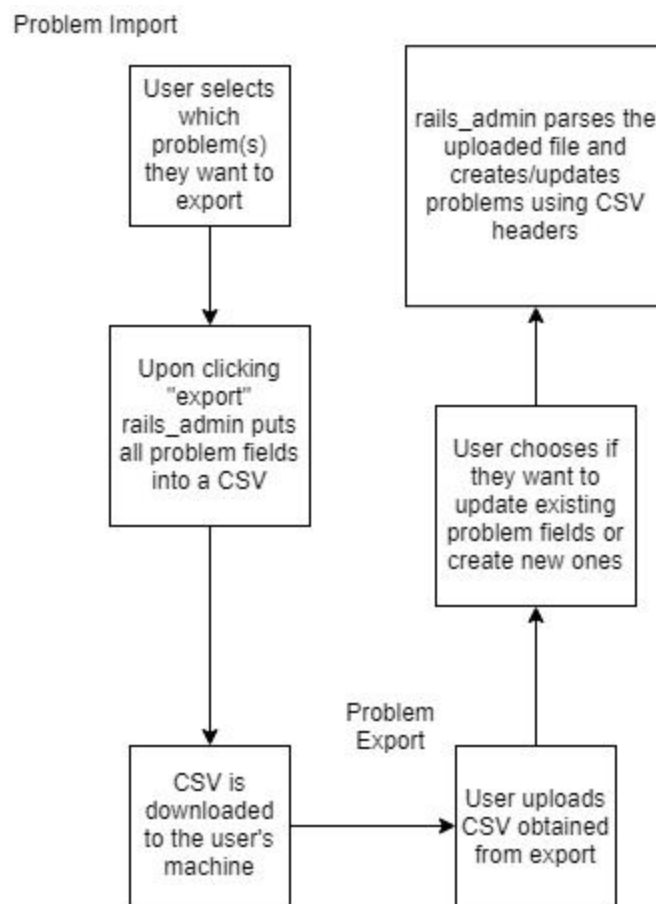 Problem Import
User selects
which
problem(s)
they want to
export
Upon clicking
"export"
rails_admin puts
all problem fields
into a CSV
CSV is
downloaded
to the user's
machine
Problem
Export
User uploads
CSV obtained
from export
User chooses if
they want to
update existing
problem fields or
create new ones
rails_admin parses the
uploaded file and
creates/updates
problems using CSV
headers